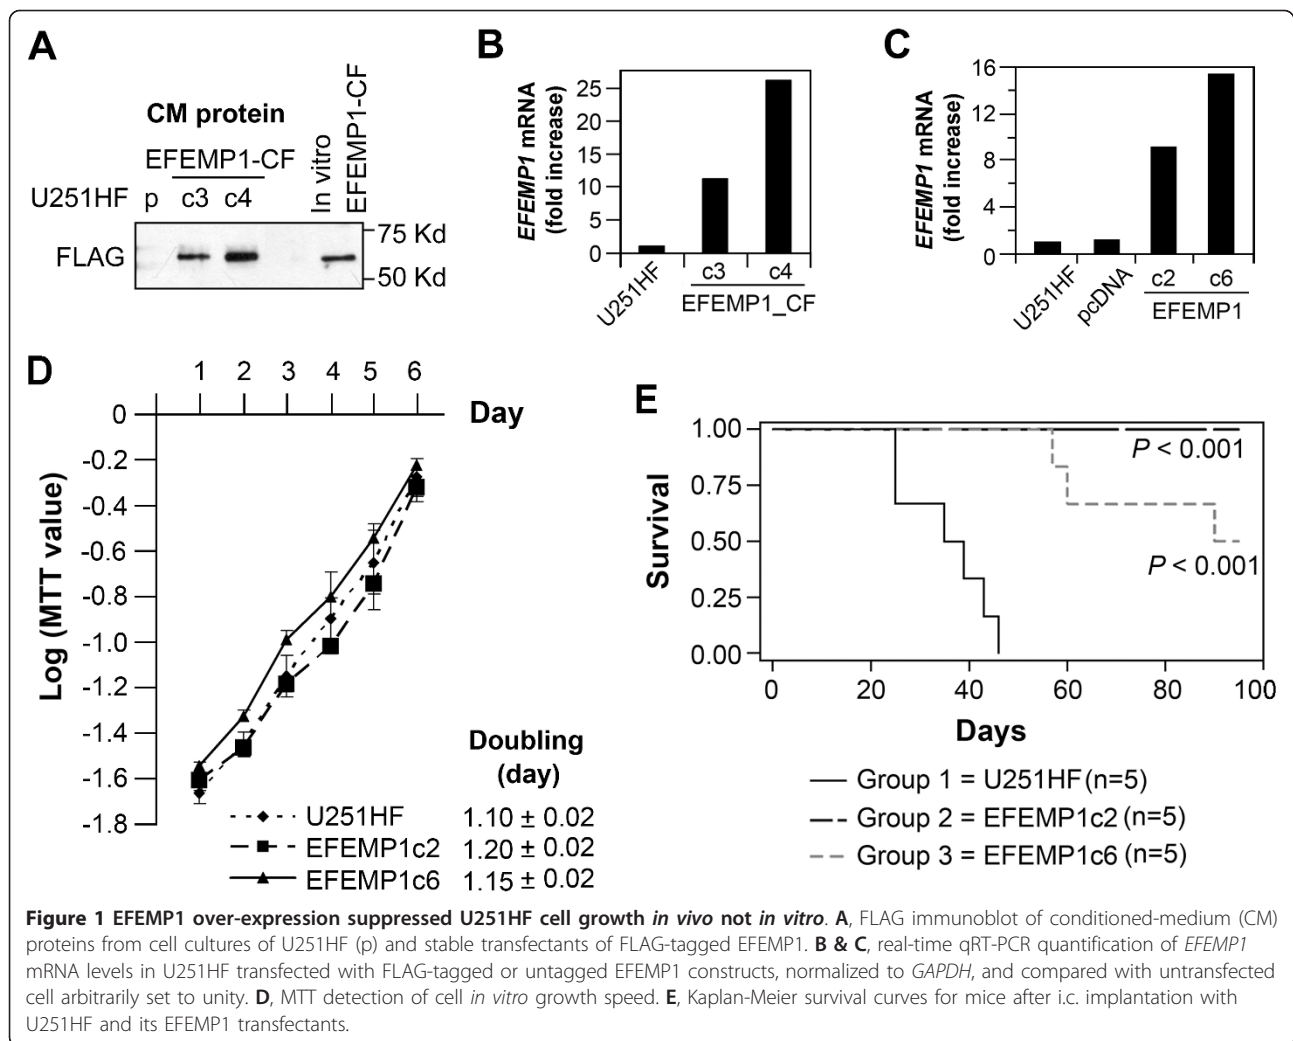 A
CM protein
EFEMP1-CF
U251HF p c3 c4
In vitro
EFEMP1-CF
FLAG
75 Kd
50 Kd
B
EFEMP1 mRNA
(fold increase)
25
20
15
10
5
0
U251HF
c3 c4
EFEMP1_CF
C
EFEMP1 mRNA
(fold increase)
16
12
8
4
0
U251HF
pcDNA
c2 c6
EFEMP1
D
1 2 3 4 5 6
Day
Log (MTT value)
0
-0.2
-0.4
-0.6
-0.8
-1.0
-1.2
-1.4
-1.6
-1.8
Doubling
(day)
U251HF 1.10 ± 0.02
EFEMP1c2 1.20 ± 0.02
EFEMP1c6 1.15 ± 0.02
E
Survival
1.00
0.75
0.50
0.25
0.00
P < 0.001
P < 0.001
0 20 40 60 80 100
Days
Group 1 = U251HF (n=5)
Group 2 = EFEMP1c2 (n=5)
Group 3 = EFEMP1c6 (n=5)
Figure 1 EFEMP1 over-expression suppressed U251HF cell growth in vivo not in vitro. A, FLAG immunoblot of conditioned-medium (CM)
proteins from cell cultures of U251HF (p) and stable transfectants of FLAG-tagged EFEMP1. B & C, real-time qRT-PCR quantification of EFEMP1
mRNA levels in U251HF transfected with FLAG-tagged or untagged EFEMP1 constructs, normalized to GAPDH, and compared with untransfected
cell arbitrarily set to unity. D, MTT detection of cell in vitro growth speed. E, Kaplan-Meier survival curves for mice after i.c. implantation with
U251HF and its EFEMP1 transfectants.